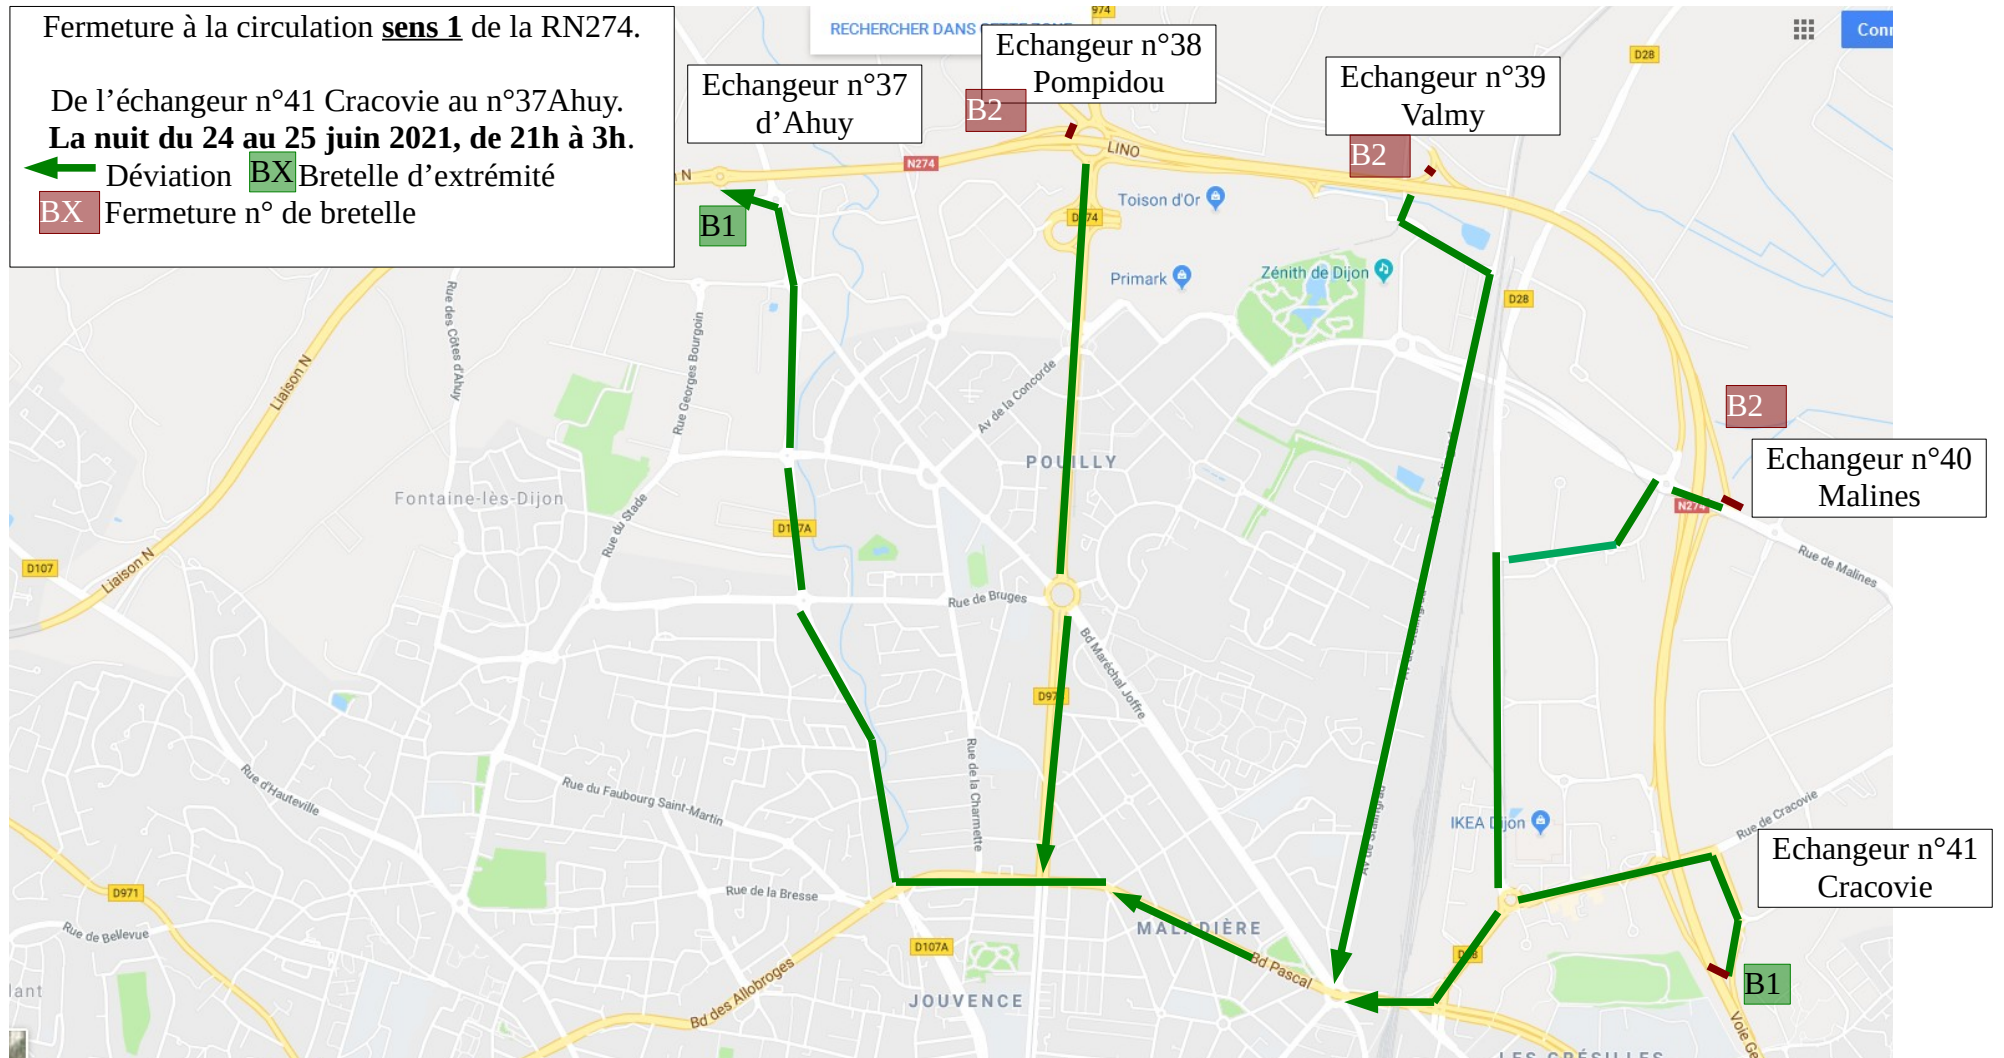 Fermeture à la circulation sens 1 de la RN274.
De l’échangeur n°41 Cracovie au n°37Ahuy.
La nuit du 24 au 25 juin 2021, de 21h à 3h.
Déviation BX Bretelle d’extrémité
BX Fermeture n° de bretelle
RECHERCHER DANS
974
Echangeur n°37
d’Ahuy
Echangeur n°38
Pompidou
B2
Echangeur n°39
Valmy
B2
D28
N274
LINO
N
B1
Toison d'Or
Primark
Zénith de Dijon
D28
Rue des Côtes d'Ahuy
Rue Georges Bourgoin
Liaison N
Av de la Concorde
B2
Echangeur n°40
Malines
POUILLY
Fontaine-lès-Dijon
Rue du Stade
N274
Rue de Malines
D107
Liaison N
Rue de Bruges
Bd Maréchal Joffre
Rue d'Hauteville
Rue du Faubourg Saint-Martin
Rue de la Charmette
Av de Stalingrad
IKEA Dijon
Rue de Cracovie
Echangeur n°41
Cracovie
D971
Rue de la Bresse
Rue de Bellevue
MALADIÈRE
D107A
Bd Pascal
B1
JOUVENCE
Bd des Allobroges
LES GRÉSILLES